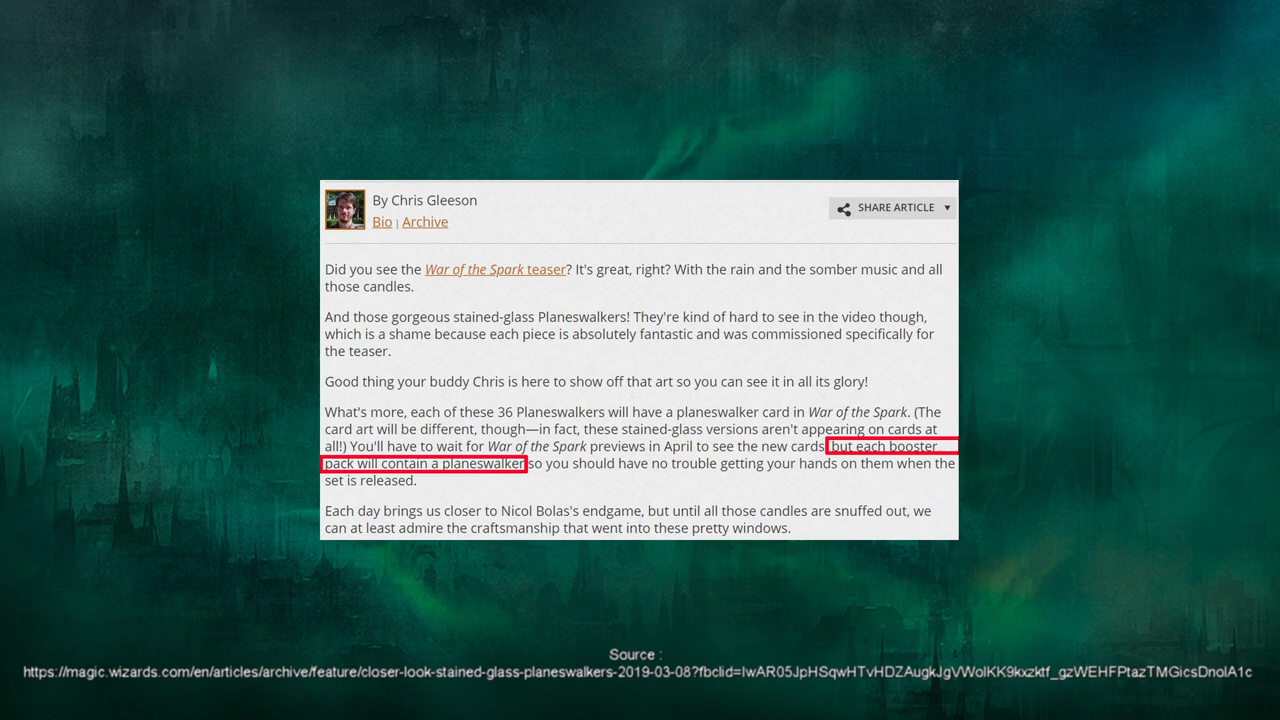 By Chris Gleeson
SHARE ARTICLE
Bio | Archive
Did you see the War of the Spark teaser? It's great, right? With the rain and the somber music and all
those candles.
And those gorgeous stained-glass Planeswalkers! They're kind of hard to see in the video though,
which is a shame because each piece is absolutely fantastic and was commissioned specifically for
the teaser.
Good thing your buddy Chris is here to show off that art so you can see it in all its glory!
What's more, each of these 36 Planeswalkers will have a planeswalker card in War of the Spark. (The
card art will be different, though—in fact, these stained-glass versions aren't appearing on cards at
all!) You'll have to wait for War of the Spark previews in April to see the new cards but each booster
pack will contain a planeswalker so you should have no trouble getting your hands on them when the
set is released.
Each day brings us closer to Nicol Bolas's endgame, but until all those candles are snuffed out, we
can at least admire the craftsmanship that went into these pretty windows.
Source :
https://magic.wizards.com/en/articles/archive/feature/closer-look-stained-glass-planeswalkers-2019-03-08?fbclid=IwAR05JpHSqwHTvHDZAugkJgVWolKK9kxzktf_gzWEHFPtazTMGicsDnolA1c